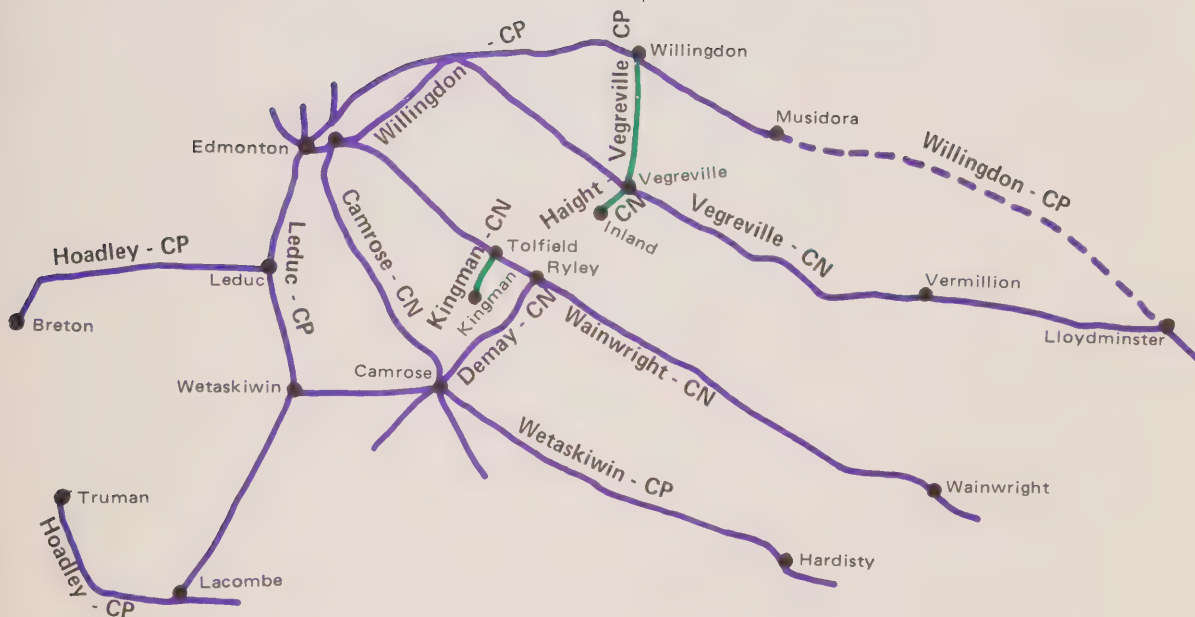 Willingdon - CP
Vegreville CP
Willingdon
Musidora
Willingdon - CP
Edmonton
Haight - CN
Vegreville
Inland
Vegreville - CN
Vermillion
Lloydminster
Hoadley - CP
Leduc
Breton
Leduc - CP
Camrose - CN
Kingman - CN
Tolfield
Kingman
Ryley
Demay - CN
Wainwright - CN
Wetaskiwin
Camrose
Wetaskiwin - CP
Wainwright
Hardisty
Truman
Hoadley - CP
Lacombe